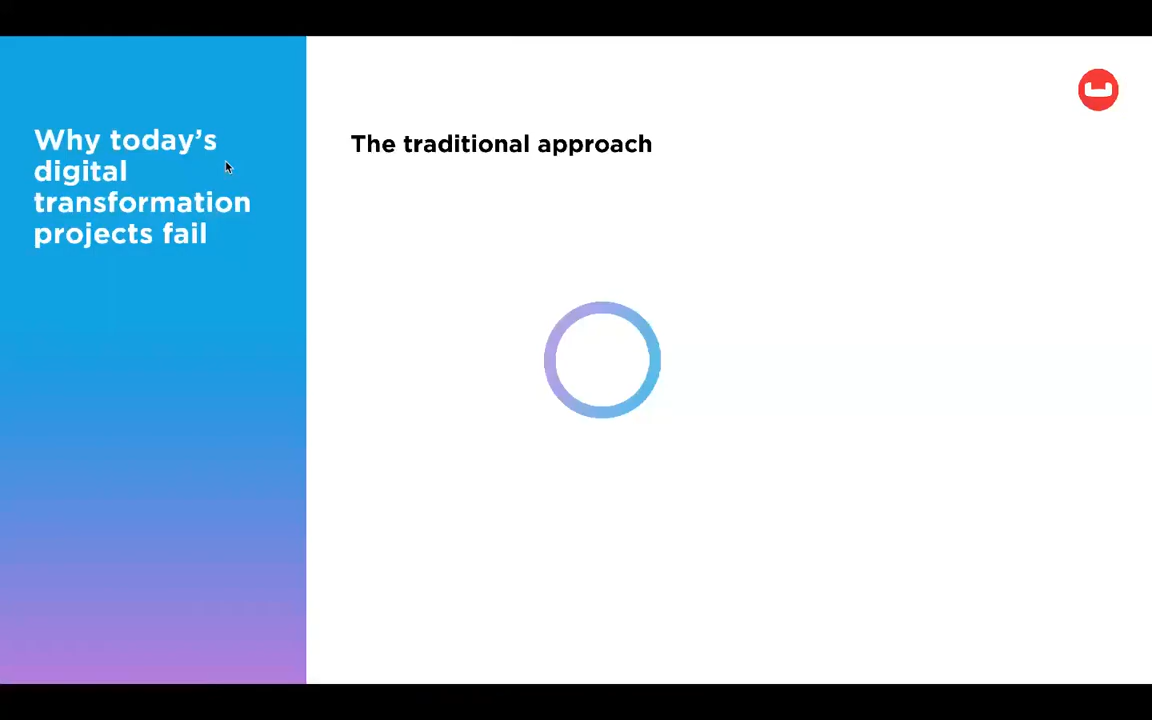 Why today’s
digital
transformation
projects fail
The traditional approach